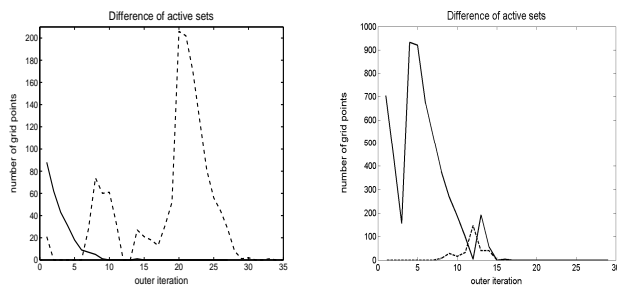 Difference of active sets
200
180
160
140
120
100
80
60
40
20
0
number of grid points
0 5 10 15 20 25 30 35
outer iteration
Difference of active sets
1000
900
800
700
600
500
400
300
200
100
0
number of grid points
0 5 10 15 20 25 30
outer iteration